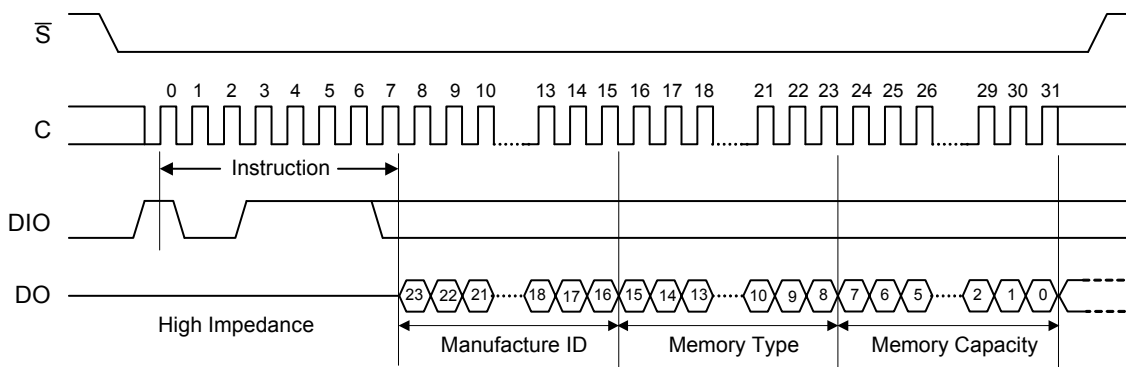 S
0 1 2 3 4 5 6 7 8 9 10 13 14 15 16 17 18 21 22 23 24 25 26 29 30 31
C
Instruction
DIO
DO
23 22 21 18 17 16 15 14 13 10 9 8 7 6 5 2 1 0
High Impedance
Manufacture ID
Memory Type
Memory Capacity